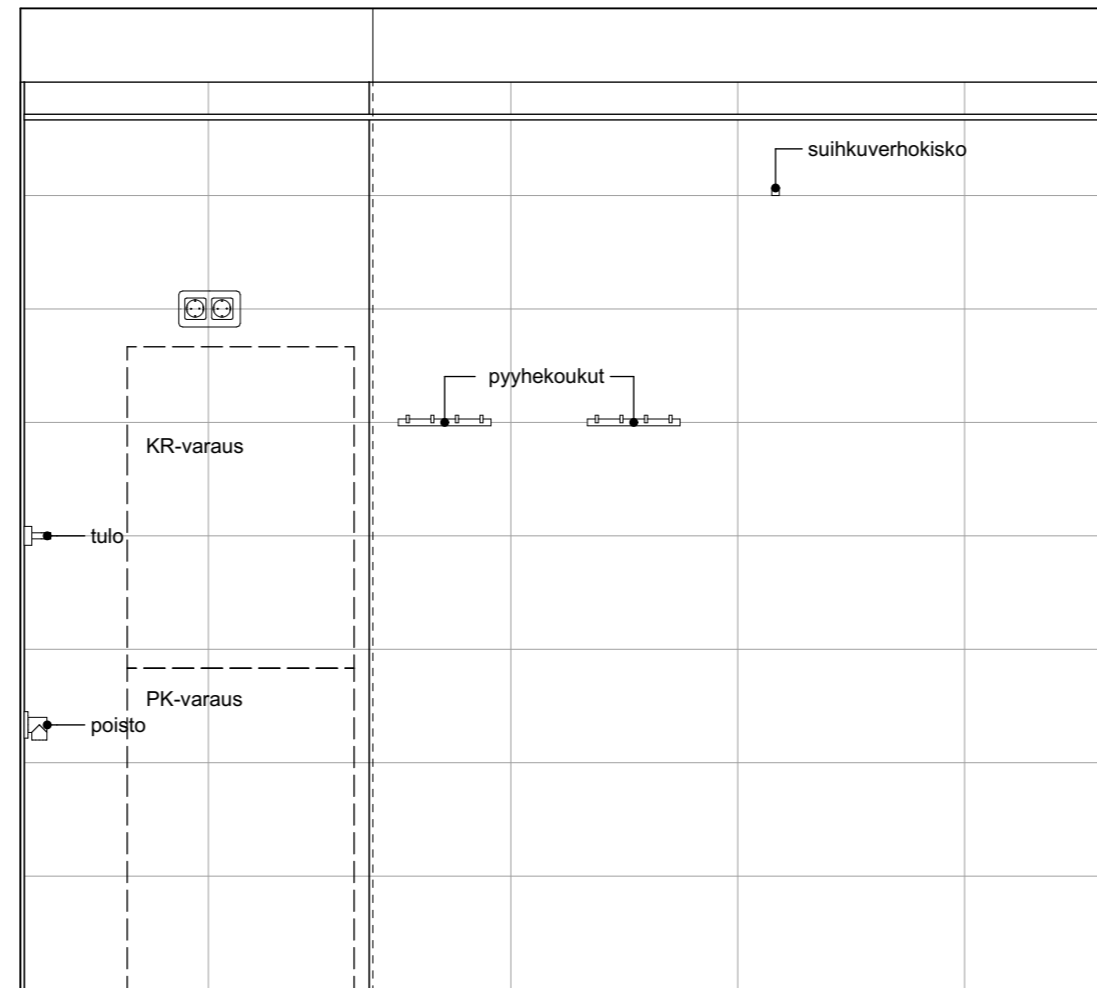 suihkuverhokisko
pyyhekoukut
KR-varaus
tulo
PK-varaus
poisto